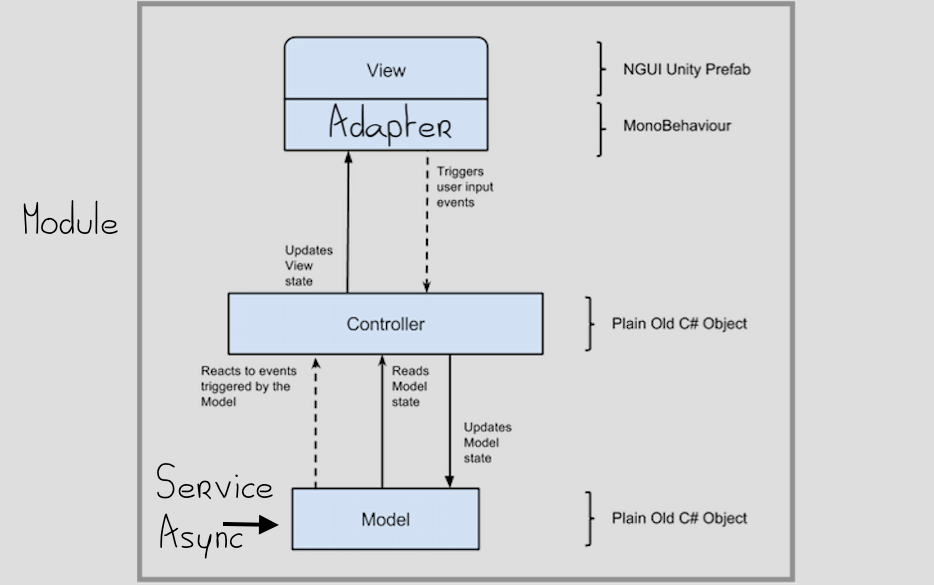 View
NGUI Unity Prefab
Adapter
MonoBehaviour
Triggers
user input
events
Module
Updates
View
state
Controller
Plain Old C# Object
Reacts to events
triggered by the
Model
Reads
Model
state
Updates
Model
state
Service
Async
Model
Plain Old C# Object